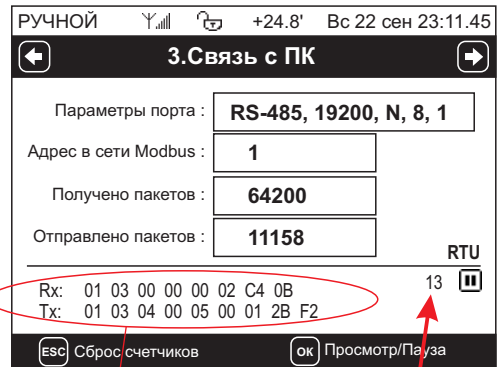 РУЧНОЙ +24.8' Вс 22 сен 23:11.45
3.Связь с ПК
Параметры порта : RS-485, 19200, N, 8, 1
Адрес в сети Modbus : 1
Получено пакетов : 64200
Отправлено пакетов : 11158
RTU
Rx: 01 03 00 00 00 02 C4 0B 13
Tx: 01 03 04 00 05 00 01 2B F2
ESC Сброс счетчиков ОК Просмотр/Пауза